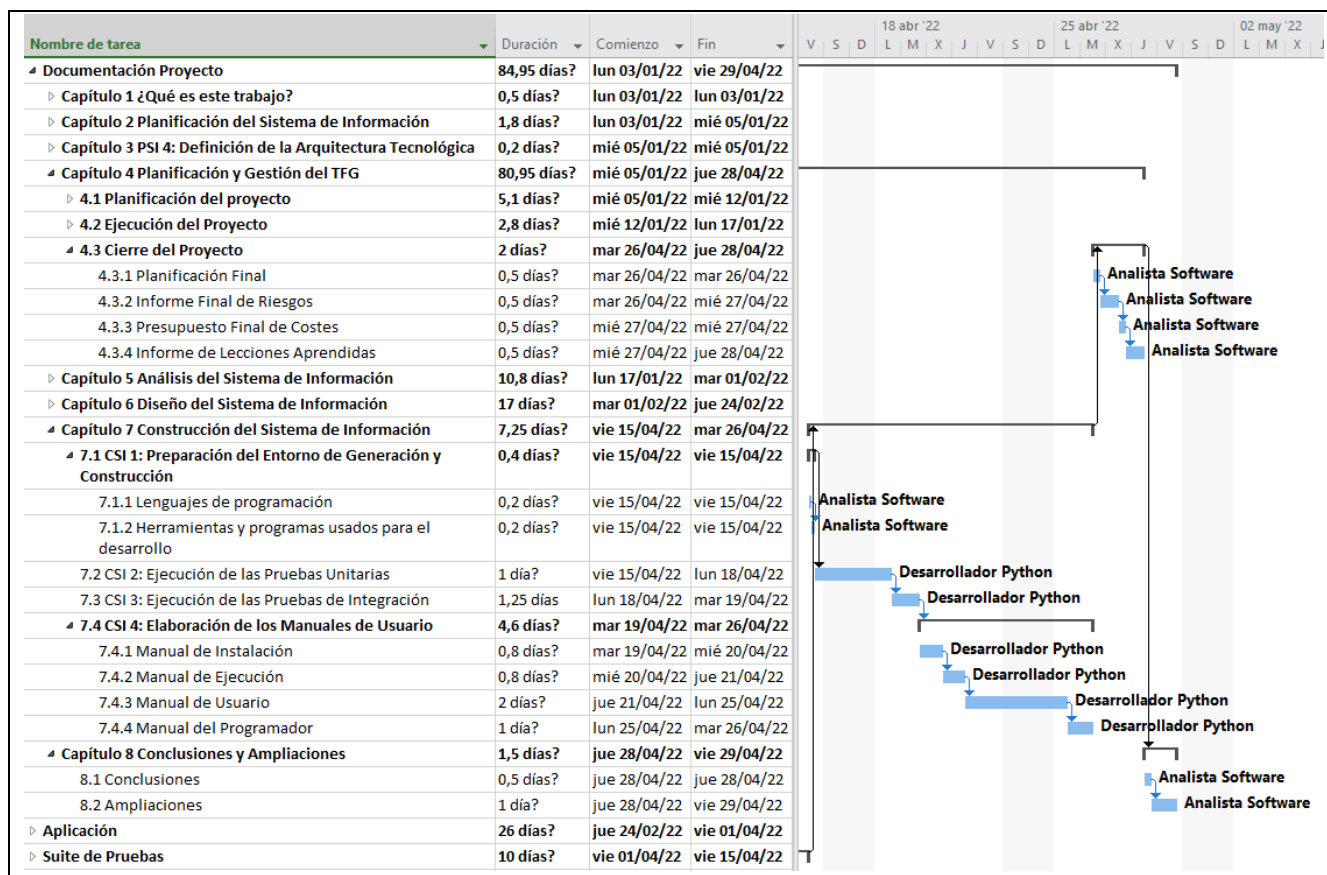 18 abr '22 25 abr '22 02 may '22
Nombre de tarea Duración Comienzo Fin V S D L M X J V S D L M X J V S D L M X J
Documentación Proyecto 84,95 días? lun 03/01/22 vie 29/04/22
Capítulo 1 ¿Qué es este trabajo? 0,5 días? lun 03/01/22 lun 03/01/22
Capítulo 2 Planificación del Sistema de Información 1,8 días? lun 03/01/22 mié 05/01/22
Capítulo 3 PSI 4: Definición de la Arquitectura Tecnológica 0,2 días? mié 05/01/22 mié 05/01/22
Capítulo 4 Planificación y Gestión del TFG 80,95 días? mié 05/01/22 jue 28/04/22
4.1 Planificación del proyecto 5,1 días? mié 05/01/22 mié 12/01/22
4.2 Ejecución del Proyecto 2,8 días? mié 12/01/22 lun 17/01/22
4.3 Cierre del Proyecto 2 días? mar 26/04/22 jue 28/04/22
4.3.1 Planificación Final 0,5 días? mar 26/04/22 mar 26/04/22 Analista Software
4.3.2 Informe Final de Riesgos 0,5 días? mar 26/04/22 mié 27/04/22 Analista Software
4.3.3 Presupuesto Final de Costes 0,5 días? mié 27/04/22 mié 27/04/22 Analista Software
4.3.4 Informe de Lecciones Aprendidas 0,5 días? mié 27/04/22 jue 28/04/22 Analista Software
Capítulo 5 Análisis del Sistema de Información 10,8 días? lun 17/01/22 mar 01/02/22
Capítulo 6 Diseño del Sistema de Información 17 días? mar 01/02/22 jue 24/02/22
Capítulo 7 Construcción del Sistema de Información 7,25 días? vie 15/04/22 mar 26/04/22
7.1 CSI 1: Preparación del Entorno de Generación y 0,4 días? vie 15/04/22 vie 15/04/22
Construcción
7.1.1 Lenguajes de programación 0,2 días? vie 15/04/22 vie 15/04/22 Analista Software
7.1.2 Herramientas y programas usados para el 0,2 días? vie 15/04/22 vie 15/04/22 Analista Software
desarrollo
7.2 CSI 2: Ejecución de las Pruebas Unitarias 1 día? vie 15/04/22 lun 18/04/22 Desarrollador Python
7.3 CSI 3: Ejecución de las Pruebas de Integración 1,25 días lun 18/04/22 mar 19/04/22 Desarrollador Python
7.4 CSI 4: Elaboración de los Manuales de Usuario 4,6 días? mar 19/04/22 mar 26/04/22
7.4.1 Manual de Instalación 0,8 días? mar 19/04/22 mié 20/04/22 Desarrollador Python
7.4.2 Manual de Ejecución 0,8 días? mié 20/04/22 jue 21/04/22 Desarrollador Python
7.4.3 Manual de Usuario 2 días? jue 21/04/22 lun 25/04/22 Desarrollador Python
7.4.4 Manual del Programador 1 día? lun 25/04/22 mar 26/04/22 Desarrollador Python
Capítulo 8 Conclusiones y Ampliaciones 1,5 días? jue 28/04/22 vie 29/04/22
8.1 Conclusiones 0,5 días? jue 28/04/22 jue 28/04/22 Analista Software
8.2 Ampliaciones 1 día? jue 28/04/22 vie 29/04/22 Analista Software
Aplicación 26 días? jue 24/02/22 vie 01/04/22
Suite de Pruebas 10 días? vie 01/04/22 vie 15/04/22